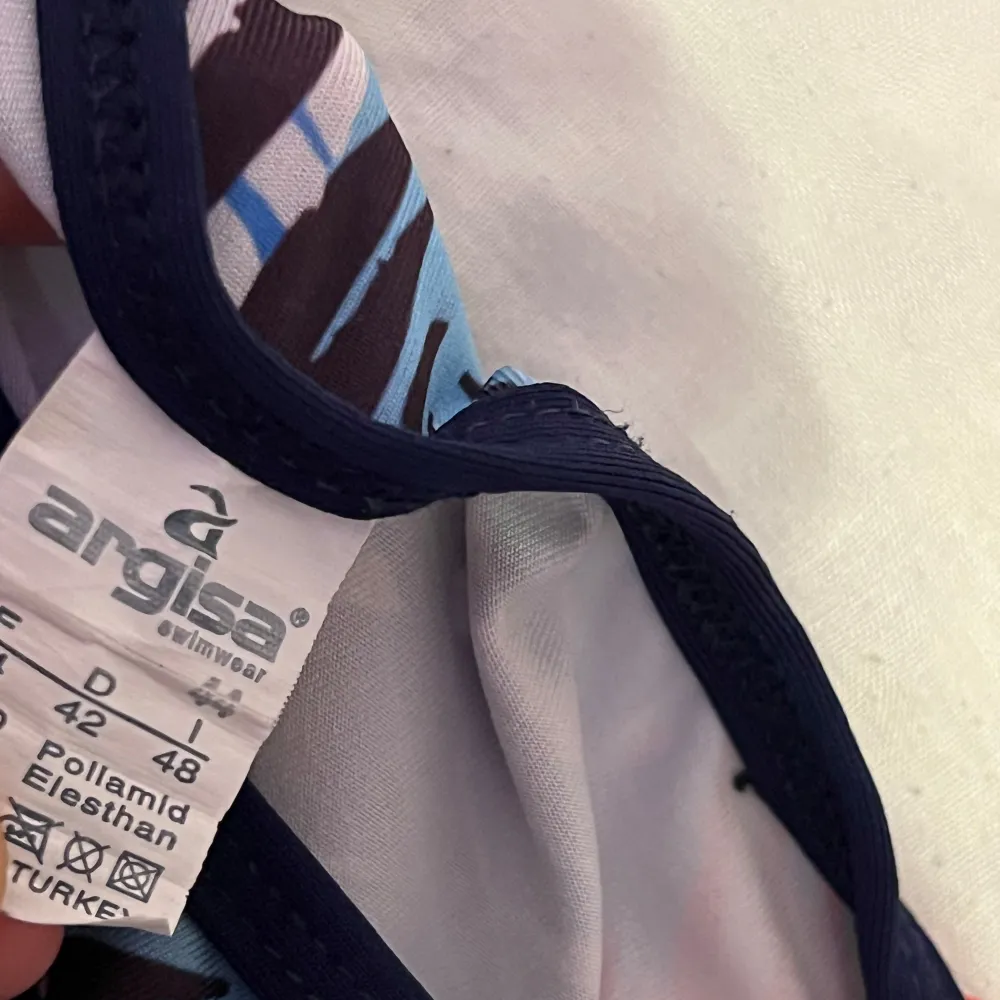 argisa®
swimwear
44
D I
42 48
Pollamid
Elesthan
TURKEY